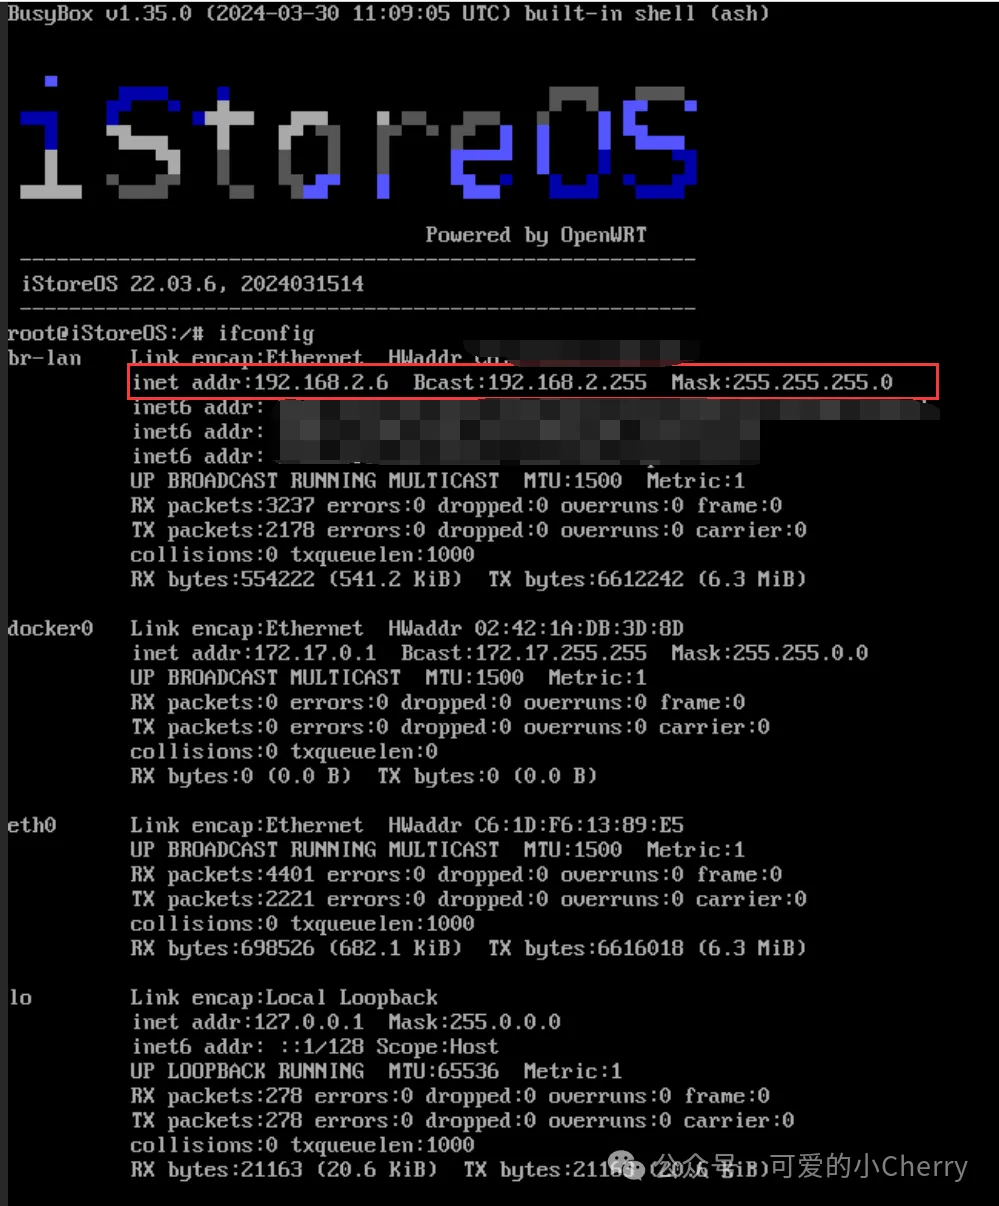 BusyBox v1.35.0 (2024-03-30 11:09:05 UTC) built-in shell (ash)
iStoreOS
Powered by OpenWRT
---------------------------------------------------------------
iStoreOS 22.03.6, 2024031514
---------------------------------------------------------------
root@iStoreOS:/# ifconfig
br-lan Link encap:Ethernet HWaddr
inet addr:192.168.2.6 Bcast:192.168.2.255 Mask:255.255.255.0
inet6 addr:
inet6 addr:
inet6 addr:
UP BROADCAST RUNNING MULTICAST MTU:1500 Metric:1
RX packets:3237 errors:0 dropped:0 overruns:0 frame:0
TX packets:2178 errors:0 dropped:0 overruns:0 carrier:0
collisions:0 txqueuelen:1000
RX bytes:554222 (541.2 KiB) TX bytes:6612242 (6.3 MiB)
docker0 Link encap:Ethernet HWaddr 02:42:1A:DB:3D:8D
inet addr:172.17.0.1 Bcast:172.17.255.255 Mask:255.255.0.0
UP BROADCAST MULTICAST MTU:1500 Metric:1
RX packets:0 errors:0 dropped:0 overruns:0 frame:0
TX packets:0 errors:0 dropped:0 overruns:0 carrier:0
collisions:0 txqueuelen:0
RX bytes:0 (0.0 B) TX bytes:0 (0.0 B)
eth0 Link encap:Ethernet HWaddr C6:1D:F6:13:89:E5
UP BROADCAST RUNNING MULTICAST MTU:1500 Metric:1
RX packets:4401 errors:0 dropped:0 overruns:0 frame:0
TX packets:2221 errors:0 dropped:0 overruns:0 carrier:0
collisions:0 txqueuelen:1000
RX bytes:698526 (682.1 KiB) TX bytes:6616018 (6.3 MiB)
lo Link encap:Local Loopback
inet addr:127.0.0.1 Mask:255.0.0.0
inet6 addr: ::1/128 Scope:Host
UP LOOPBACK RUNNING MTU:65536 Metric:1
RX packets:278 errors:0 dropped:0 overruns:0 frame:0
TX packets:278 errors:0 dropped:0 overruns:0 carrier:0
collisions:0 txqueuelen:1000
RX bytes:21163 (20.6 KiB) TX bytes:21163 (20.6 KiB)
公众号 · 可爱的小Cherry